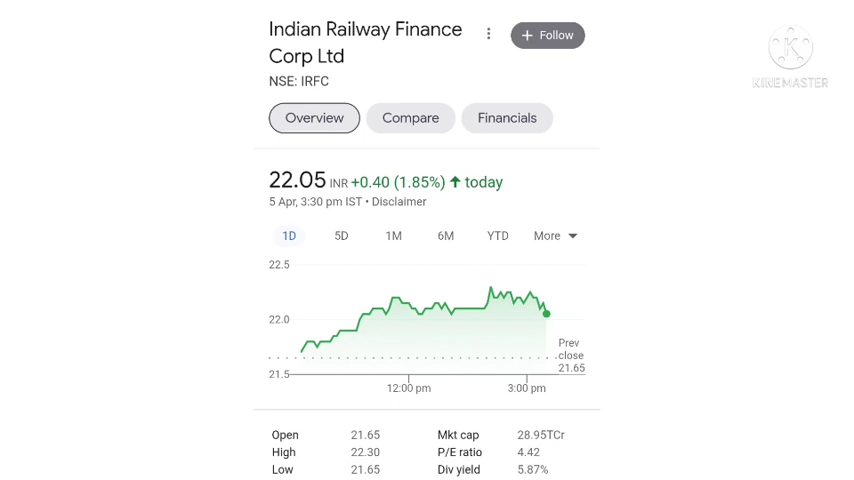 Indian Railway Finance
Corp Ltd
+ Follow
NSE: IRFC
Overview Compare Financials
22.05 INR +0.40 (1.85%) ↑ today
5 Apr, 3:30 pm IST • Disclaimer
1D 5D 1M 6M YTD More
22.5
22.0
21.5
Prev
close
21.65
12:00 pm 3:00 pm
Open 21.65 Mkt cap 28.95TCr
High 22.30 P/E ratio 4.42
Low 21.65 Div yield 5.87%
K
KINEMASTER